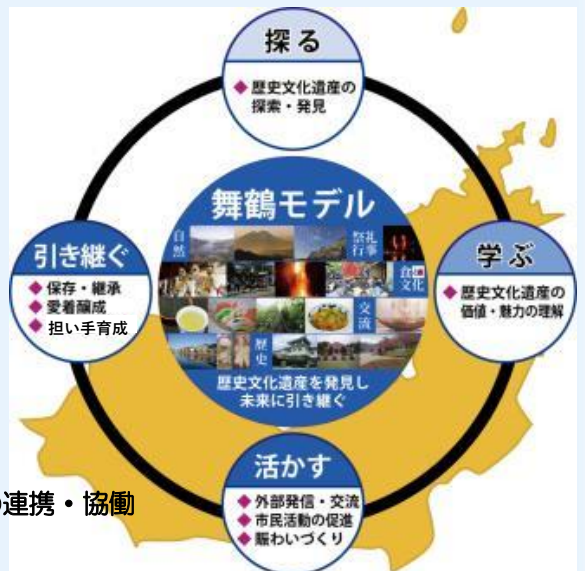 探る
◆歴史文化遺産の
探索・発見
舞鶴モデル
自然
祭礼行事
食文化
交流
歴史
歴史文化遺産を発見し
未来に引き継ぐ
学ぶ
◆歴史文化遺産の
価値・魅力の理解
活かす
◆外部発信・交流
◆市民活動の促進
◆賑わいづくり
引き継ぐ
◆保存・継承
◆愛着醸成
◆担い手育成
の連携・協働